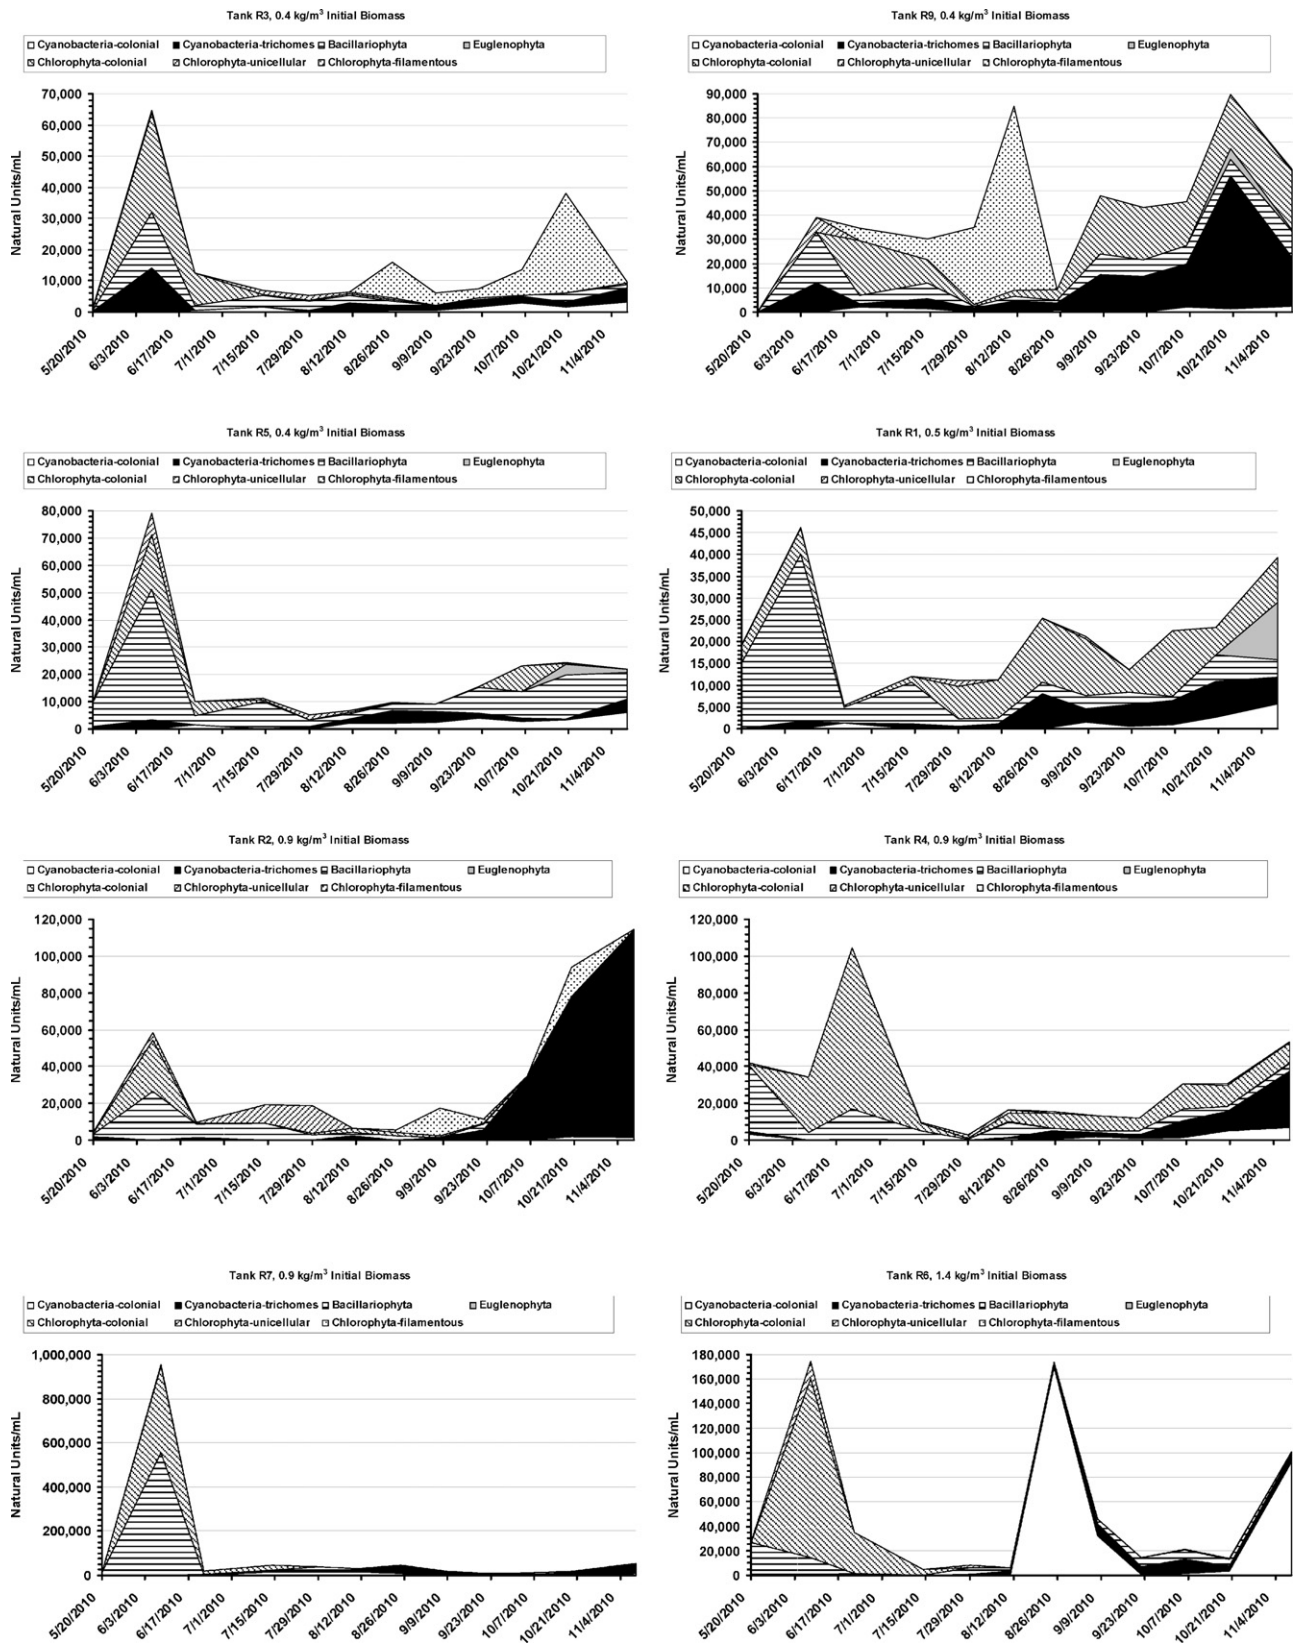 Tank R3, 0.4 kg/m³ Initial Biomass
Cyanobacteria-colonial Cyanobacteria-trichomes Bacillariophyta Euglenophyta
Chlorophyta-colonial Chlorophyta-unicellular Chlorophyta-filamentous
Natural Units/mL
70,000
60,000
50,000
40,000
30,000
20,000
10,000
0
5/20/2010 6/3/2010 6/17/2010 7/1/2010 7/15/2010 7/29/2010 8/12/2010 8/26/2010 9/9/2010 9/23/2010 10/7/2010 10/21/2010 11/4/2010
Tank R9, 0.4 kg/m³ Initial Biomass
Cyanobacteria-colonial Cyanobacteria-trichomes Bacillariophyta Euglenophyta
Chlorophyta-colonial Chlorophyta-unicellular Chlorophyta-filamentous
Natural Units/mL
90,000
80,000
70,000
60,000
50,000
40,000
30,000
20,000
10,000
0
5/20/2010 6/3/2010 6/17/2010 7/1/2010 7/15/2010 7/29/2010 8/12/2010 8/26/2010 9/9/2010 9/23/2010 10/7/2010 10/21/2010 11/4/2010
Tank R5, 0.4 kg/m³ Initial Biomass
Cyanobacteria-colonial Cyanobacteria-trichomes Bacillariophyta Euglenophyta
Chlorophyta-colonial Chlorophyta-unicellular Chlorophyta-filamentous
Natural Units/mL
80,000
70,000
60,000
50,000
40,000
30,000
20,000
10,000
0
5/20/2010 6/3/2010 6/17/2010 7/1/2010 7/15/2010 7/29/2010 8/12/2010 8/26/2010 9/9/2010 9/23/2010 10/7/2010 10/21/2010 11/4/2010
Tank R1, 0.5 kg/m³ Initial Biomass
Cyanobacteria-colonial Cyanobacteria-trichomes Bacillariophyta Euglenophyta
Chlorophyta-colonial Chlorophyta-unicellular Chlorophyta-filamentous
Natural Units/mL
50,000
45,000
40,000
35,000
30,000
25,000
20,000
15,000
10,000
5,000
0
5/20/2010 6/3/2010 6/17/2010 7/1/2010 7/15/2010 7/29/2010 8/12/2010 8/26/2010 9/9/2010 9/23/2010 10/7/2010 10/21/2010 11/4/2010
Tank R2, 0.9 kg/m³ Initial Biomass
Cyanobacteria-colonial Cyanobacteria-trichomes Bacillariophyta Euglenophyta
Chlorophyta-colonial Chlorophyta-unicellular Chlorophyta-filamentous
Natural Units/mL
120,000
100,000
80,000
60,000
40,000
20,000
0
5/20/2010 6/3/2010 6/17/2010 7/1/2010 7/15/2010 7/29/2010 8/12/2010 8/26/2010 9/9/2010 9/23/2010 10/7/2010 10/21/2010 11/4/2010
Tank R4, 0.9 kg/m³ Initial Biomass
Cyanobacteria-colonial Cyanobacteria-trichomes Bacillariophyta Euglenophyta
Chlorophyta-colonial Chlorophyta-unicellular Chlorophyta-filamentous
Natural Units/mL
120,000
100,000
80,000
60,000
40,000
20,000
0
5/20/2010 6/3/2010 6/17/2010 7/1/2010 7/15/2010 7/29/2010 8/12/2010 8/26/2010 9/9/2010 9/23/2010 10/7/2010 10/21/2010 11/4/2010
Tank R7, 0.9 kg/m³ Initial Biomass
Cyanobacteria-colonial Cyanobacteria-trichomes Bacillariophyta Euglenophyta
Chlorophyta-colonial Chlorophyta-unicellular Chlorophyta-filamentous
Natural Units/mL
1,000,000
800,000
600,000
400,000
200,000
0
5/20/2010 6/3/2010 6/17/2010 7/1/2010 7/15/2010 7/29/2010 8/12/2010 8/26/2010 9/9/2010 9/23/2010 10/7/2010 10/21/2010 11/4/2010
Tank R6, 1.4 kg/m³ Initial Biomass
Cyanobacteria-colonial Cyanobacteria-trichomes Bacillariophyta Euglenophyta
Chlorophyta-colonial Chlorophyta-unicellular Chlorophyta-filamentous
Natural Units/mL
180,000
160,000
140,000
120,000
100,000
80,000
60,000
40,000
20,000
0
5/20/2010 6/3/2010 6/17/2010 7/1/2010 7/15/2010 7/29/2010 8/12/2010 8/26/2010 9/9/2010 9/23/2010 10/7/2010 10/21/2010 11/4/2010